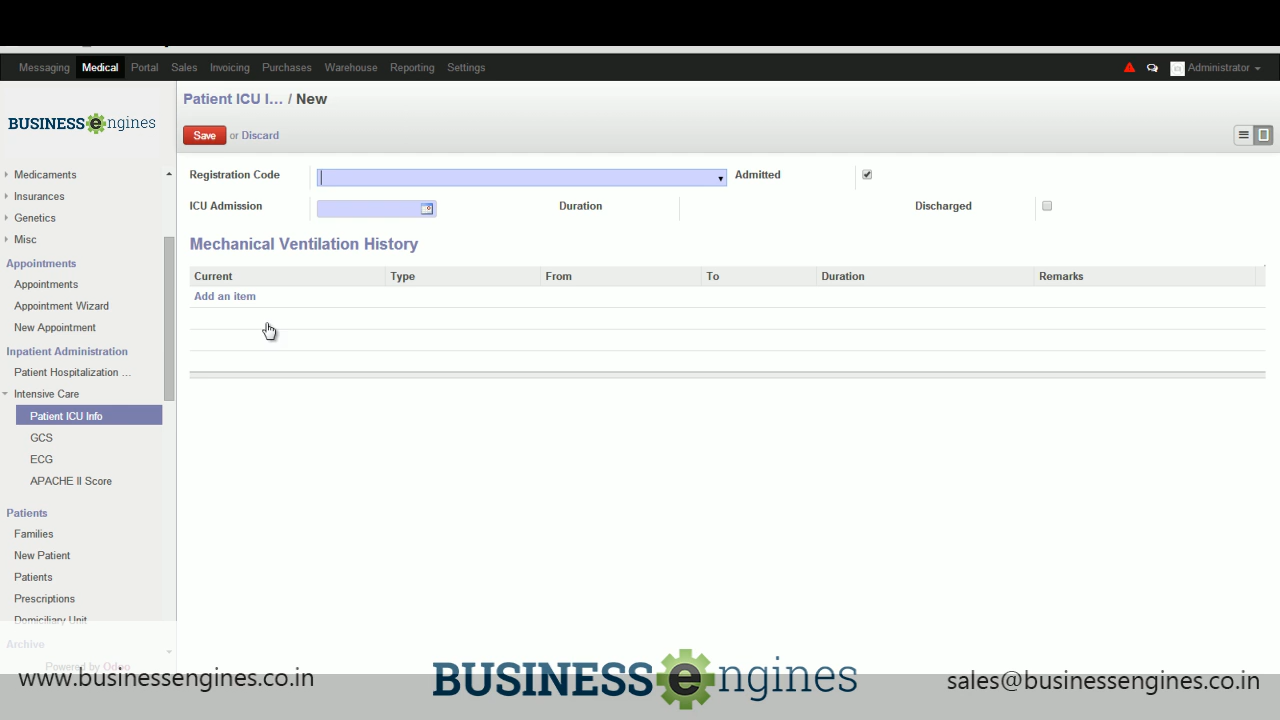 Messaging Medical Portal Sales Invoicing Purchases Warehouse Reporting Settings Administrator
BUSINESS engines
Patient ICU I... / New
Save or Discard
Medicaments
Insurances
Genetics
Misc
Appointments
Appointments
Appointment Wizard
New Appointment
Inpatient Administration
Patient Hospitalization ...
Intensive Care
Patient ICU Info
GCS
ECG
APACHE II Score
Patients
Families
New Patient
Patients
Prescriptions
Domiciliary Unit
Archive
Powered by Odoo
Registration Code Admitted
ICU Admission Duration Discharged
Mechanical Ventilation History
Current Type From To Duration Remarks
Add an item
www.businessengines.co.in BUSINESS engines sales@businessengines.co.in